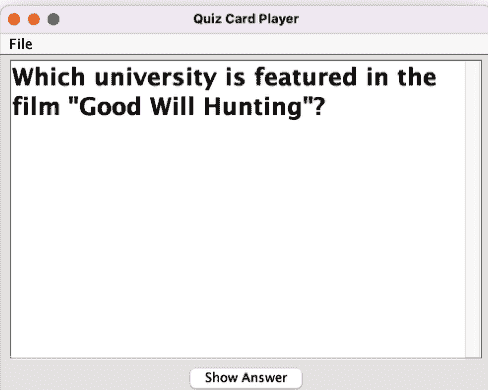 Quiz Card Player
File
Which university is featured in the
film "Good Will Hunting"?
Show Answer